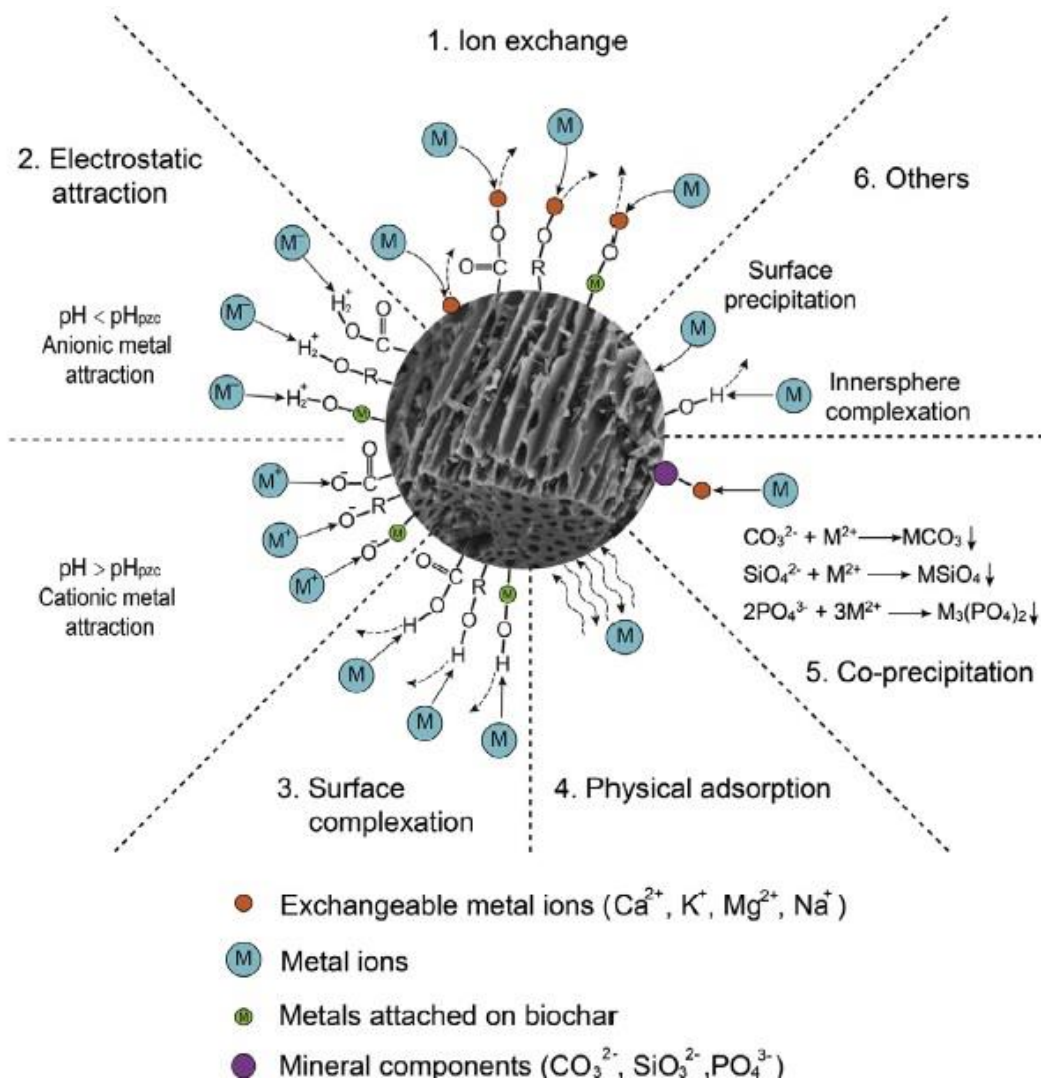 1. Ion exchange
2. Electrostatic
attraction
6. Others
M
M
M
M
M⁻
M⁻
M⁻
O=C
O
R
O
M
O
H₂⁺
O
C
O
H₂⁺
O
R
H₂⁺
O
M
pH < pHpzc
Anionic metal
attraction
Surface
precipitation
M
O
H
M
Innersphere
complexation
M⁺
O⁻
C
O
M⁺
O⁻
R
M⁺
O⁻
M
pH > pHpzc
Cationic metal
attraction
O
C
O
H
R
O
H
M
O
H
M
M
M
M
M
CO₃²⁻ + M²⁺ → MCO₃↓
SiO₄²⁻ + M²⁺ → MSiO₄↓
2PO₄³⁻ + 3M²⁺ → M₃(PO₄)₂↓
5. Co-precipitation
3. Surface
complexation
4. Physical adsorption
Exchangeable metal ions (Ca²⁺, K⁺, Mg²⁺, Na⁺)
M Metal ions
M Metals attached on biochar
Mineral components (CO₃²⁻, SiO₃²⁻,PO₄³⁻)